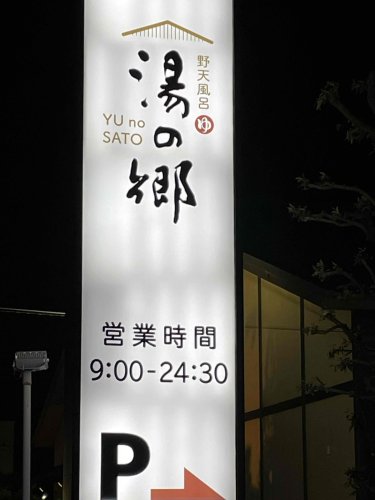 野天風呂
ゆ
湯の郷
YU no
SATO
営業時間
9:00-24:30
P